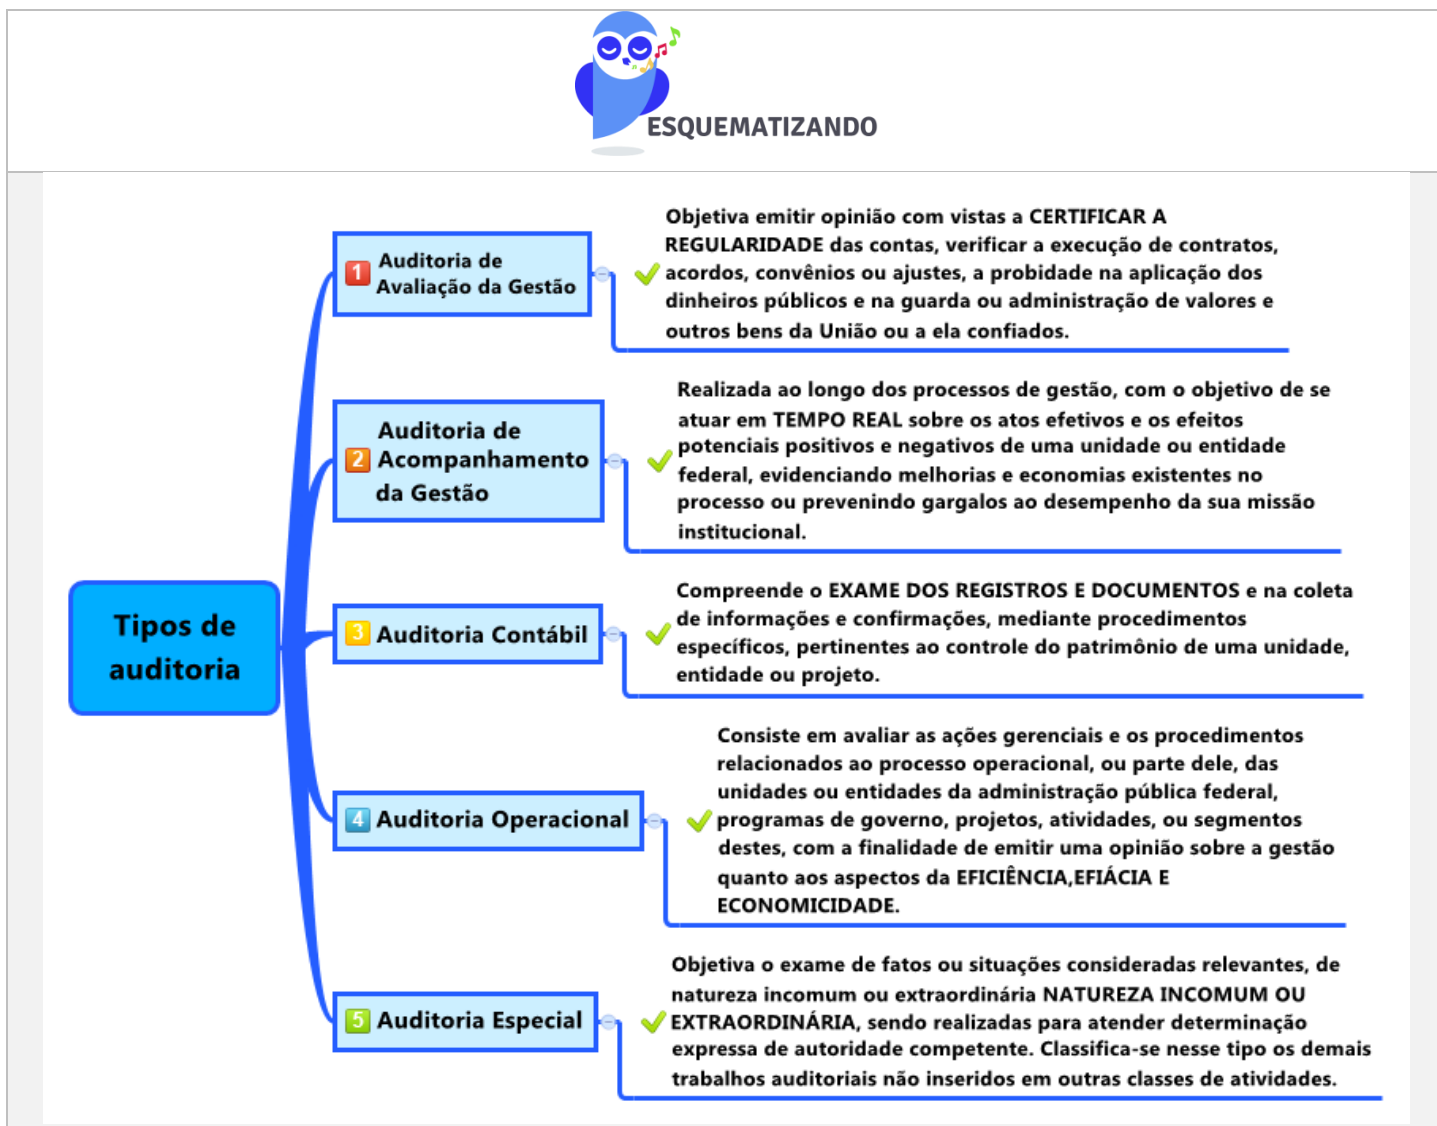 ESQUEMATIZANDO
Tipos de
auditoria
1 Auditoria de
Avaliação da Gestão
Objetiva emitir opinião com vistas a CERTIFICAR A
REGULARIDADE das contas, verificar a execução de contratos,
acordos, convênios ou ajustes, a probidade na aplicação dos
dinheiros públicos e na guarda ou administração de valores e
outros bens da União ou a ela confiados.
2 Auditoria de
Acompanhamento
da Gestão
Realizada ao longo dos processos de gestão, com o objetivo de se
atuar em TEMPO REAL sobre os atos efetivos e os efeitos
potenciais positivos e negativos de uma unidade ou entidade
federal, evidenciando melhorias e economias existentes no
processo ou prevenindo gargalos ao desempenho da sua missão
institucional.
3 Auditoria Contábil
Compreende o EXAME DOS REGISTROS E DOCUMENTOS e na coleta
de informações e confirmações, mediante procedimentos
específicos, pertinentes ao controle do patrimônio de uma unidade,
entidade ou projeto.
4 Auditoria Operacional
Consiste em avaliar as ações gerenciais e os procedimentos
relacionados ao processo operacional, ou parte dele, das
unidades ou entidades da administração pública federal,
programas de governo, projetos, atividades, ou segmentos
destes, com a finalidade de emitir uma opinião sobre a gestão
quanto aos aspectos da EFICIÊNCIA,EFIÁCIA E
ECONOMICIDADE.
5 Auditoria Especial
Objetiva o exame de fatos ou situações consideradas relevantes, de
natureza incomum ou extraordinária NATUREZA INCOMUM OU
EXTRAORDINÁRIA, sendo realizadas para atender determinação
expressa de autoridade competente. Classifica-se nesse tipo os demais
trabalhos auditoriais não inseridos em outras classes de atividades.